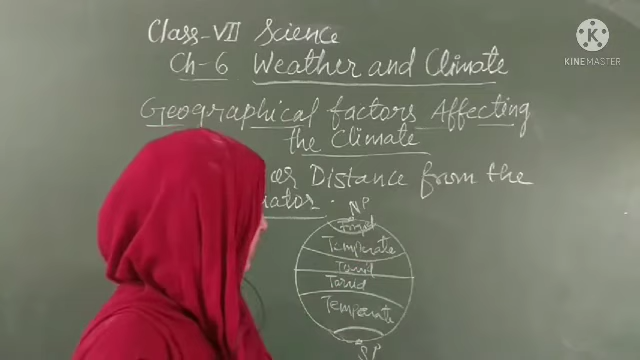 Class-VII Science
Ch-6 Weather and Climate
Geographical factors Affecting
the Climate
or Distance from the
NP
Temperate
Torrid
Torrid
Temperate
SP
K
KINEMASTER